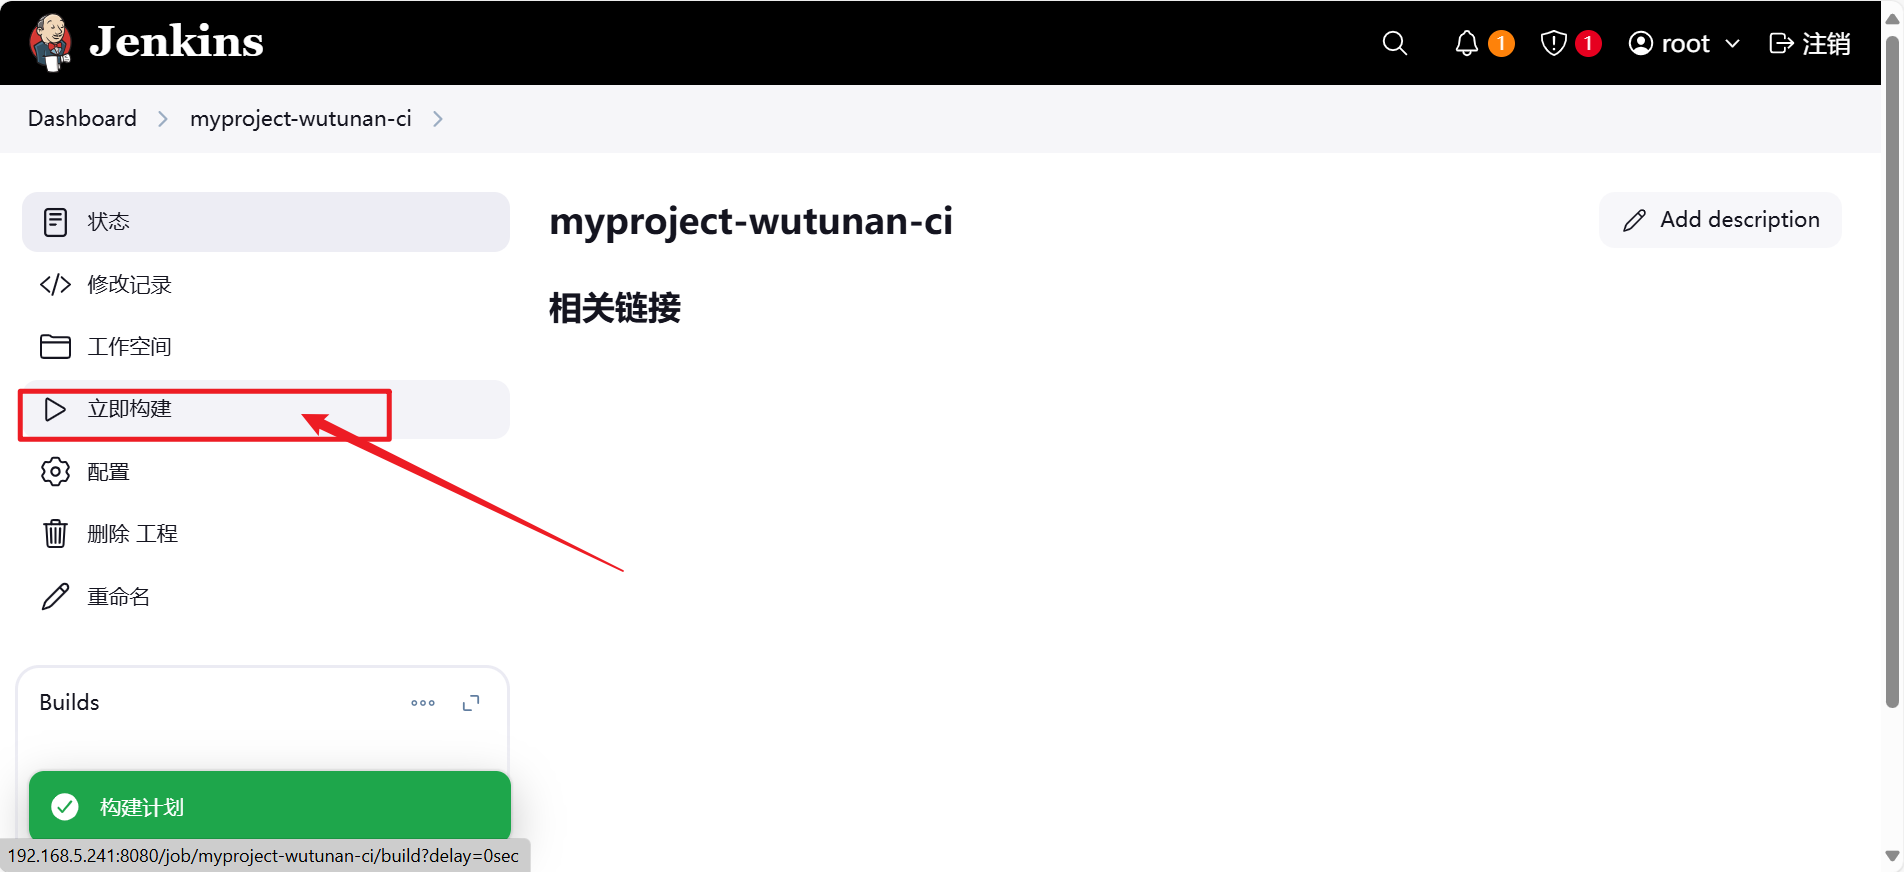 Jenkins
1
1
root
注销
Dashboard
myproject-wutunan-ci
状态
修改记录
工作空间
立即构建
配置
删除 工程
重命名
myproject-wutunan-ci
Add description
相关链接
Builds
构建计划
192.168.5.241:8080/job/myproject-wutunan-ci/build?delay=0sec